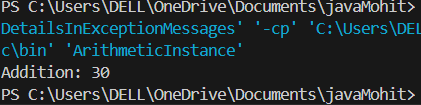 PS C:\Users\DELL\OneDrive\Documents\javaMohit>
DetailsInExceptionMessages' '-cp' 'C:\Users\DEL
c\bin' 'ArithmeticInstance'
Addition: 30
PS C:\Users\DELL\OneDrive\Documents\javaMohit>